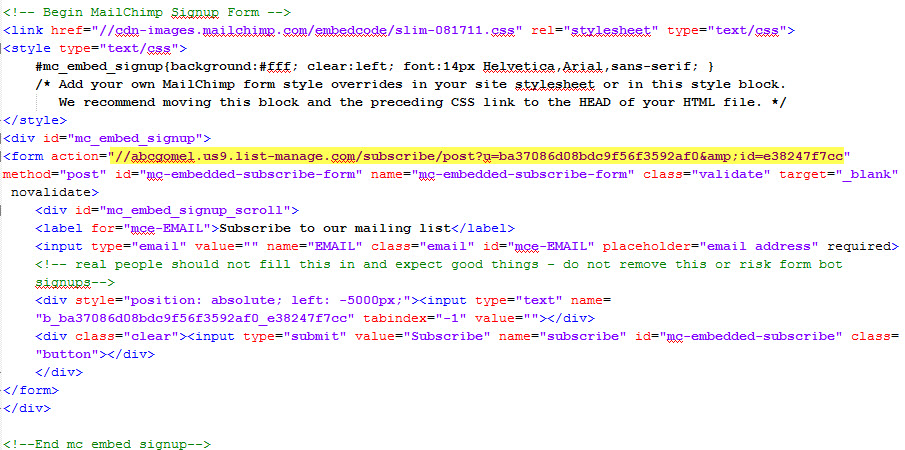 <!-- Begin MailChimp Signup Form -->
<link href="//cdn-images.mailchimp.com/embedcode/slim-081711.css" rel="stylesheet" type="text/css">
<style type="text/css">
#mc_embed_signup{background:#fff; clear:left; font:14px Helvetica,Arial,sans-serif; }
/* Add your own MailChimp form style overrides in your site stylesheet or in this style block.
We recommend moving this block and the preceding CSS link to the HEAD of your HTML file. */
</style>
<div id="mc_embed_signup">
<form action="//abcgomel.us9.list-manage.com/subscribe/post?u=ba37086d08bdc9f56f3592af0&amp;id=e38247f7cc"
method="post" id="mc-embedded-subscribe-form" name="mc-embedded-subscribe-form" class="validate" target="_blank"
novalidate>
<div id="mc_embed_signup_scroll">
<label for="mce-EMAIL">Subscribe to our mailing list</label>
<input type="email" value="" name="EMAIL" class="email" id="mce-EMAIL" placeholder="email address" required>
<!-- real people should not fill this in and expect good things - do not remove this or risk form bot
signups-->
<div style="position: absolute; left: -5000px;"><input type="text" name=
"b_ba37086d08bdc9f56f3592af0_e38247f7cc" tabindex="-1" value=""></div>
<div class="clear"><input type="submit" value="Subscribe" name="subscribe" id="mc-embedded-subscribe" class=
"button"></div>
</div>
</form>
</div>
<!--End mc embed signup-->